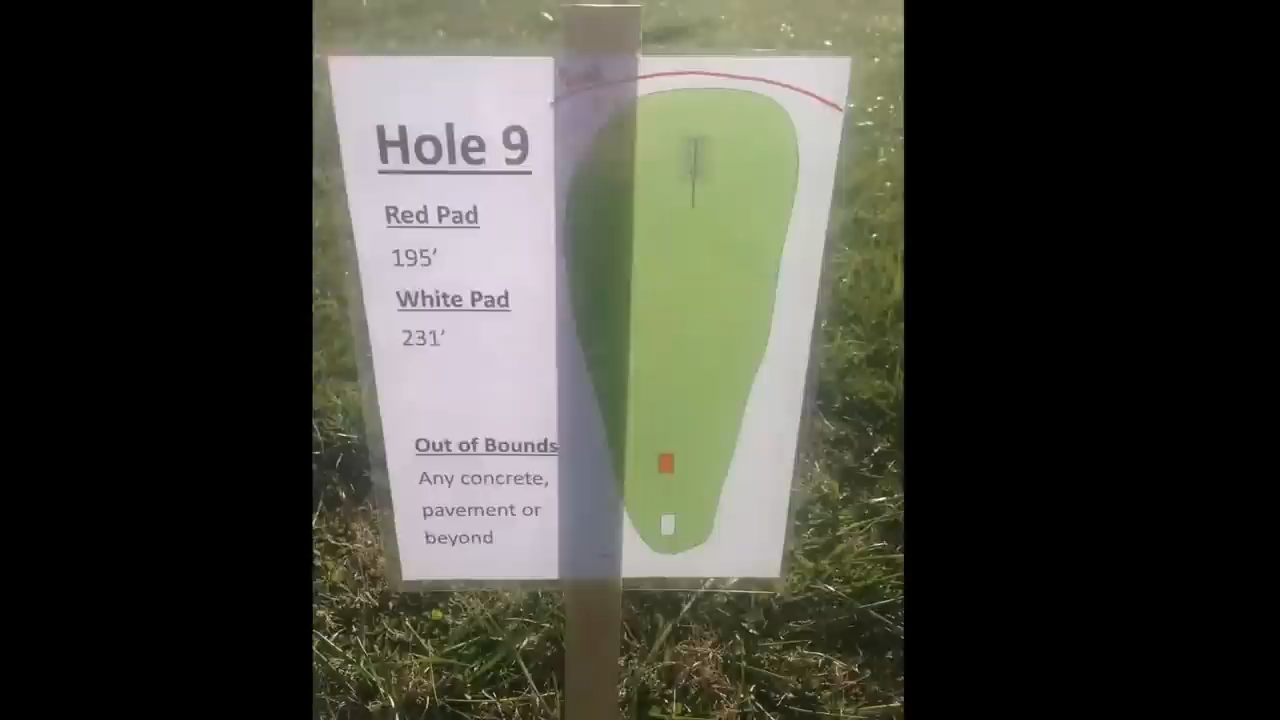 Hole 9
Red Pad
195’
White Pad
231’
Out of Bounds
Any concrete,
pavement or
beyond